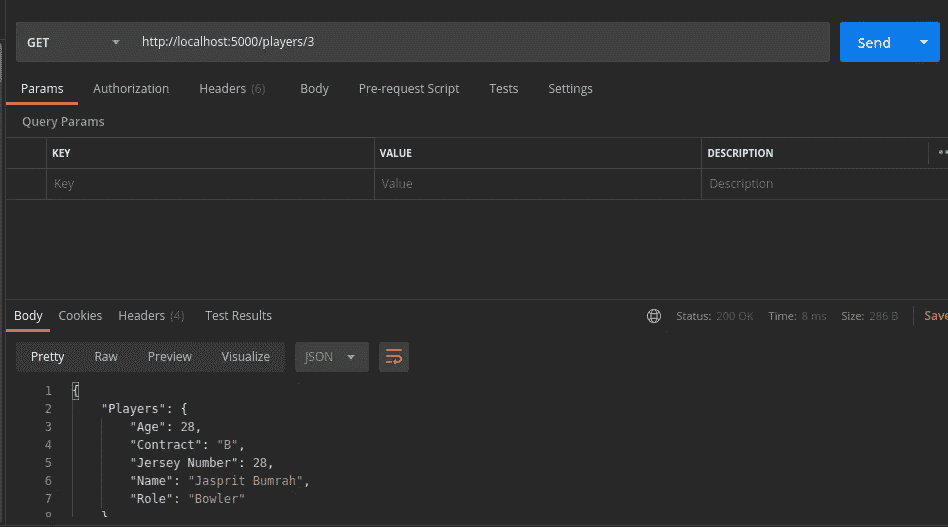 GET http://localhost:5000/players/3 Send
Params Authorization Headers (6) Body Pre-request Script Tests Settings
Query Params
KEY VALUE DESCRIPTION
Key Value Description
Body Cookies Headers (4) Test Results Status: 200 OK Time: 8 ms Size: 286 B Save
Pretty Raw Preview Visualize JSON
1 {
2 "Players": {
3 "Age": 28,
4 "Contract": "B",
5 "Jersey Number": 28,
6 "Name": "Jasprit Bumrah",
7 "Role": "Bowler"
8 }